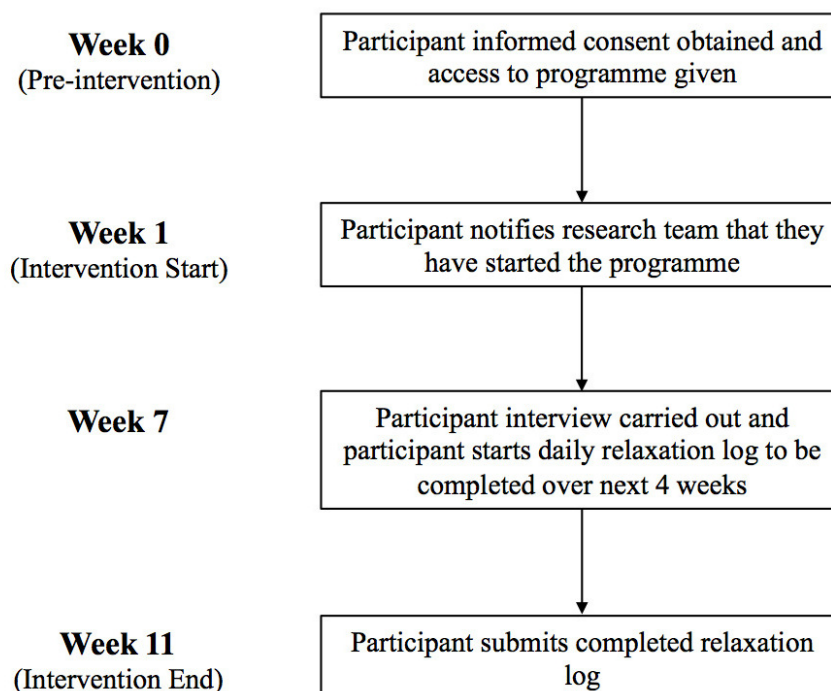 Week 0
(Pre-intervention)
Participant informed consent obtained and
access to programme given
Week 1
(Intervention Start)
Participant notifies research team that they
have started the programme
Week 7
Participant interview carried out and
participant starts daily relaxation log to be
completed over next 4 weeks
Week 11
(Intervention End)
Participant submits completed relaxation
log